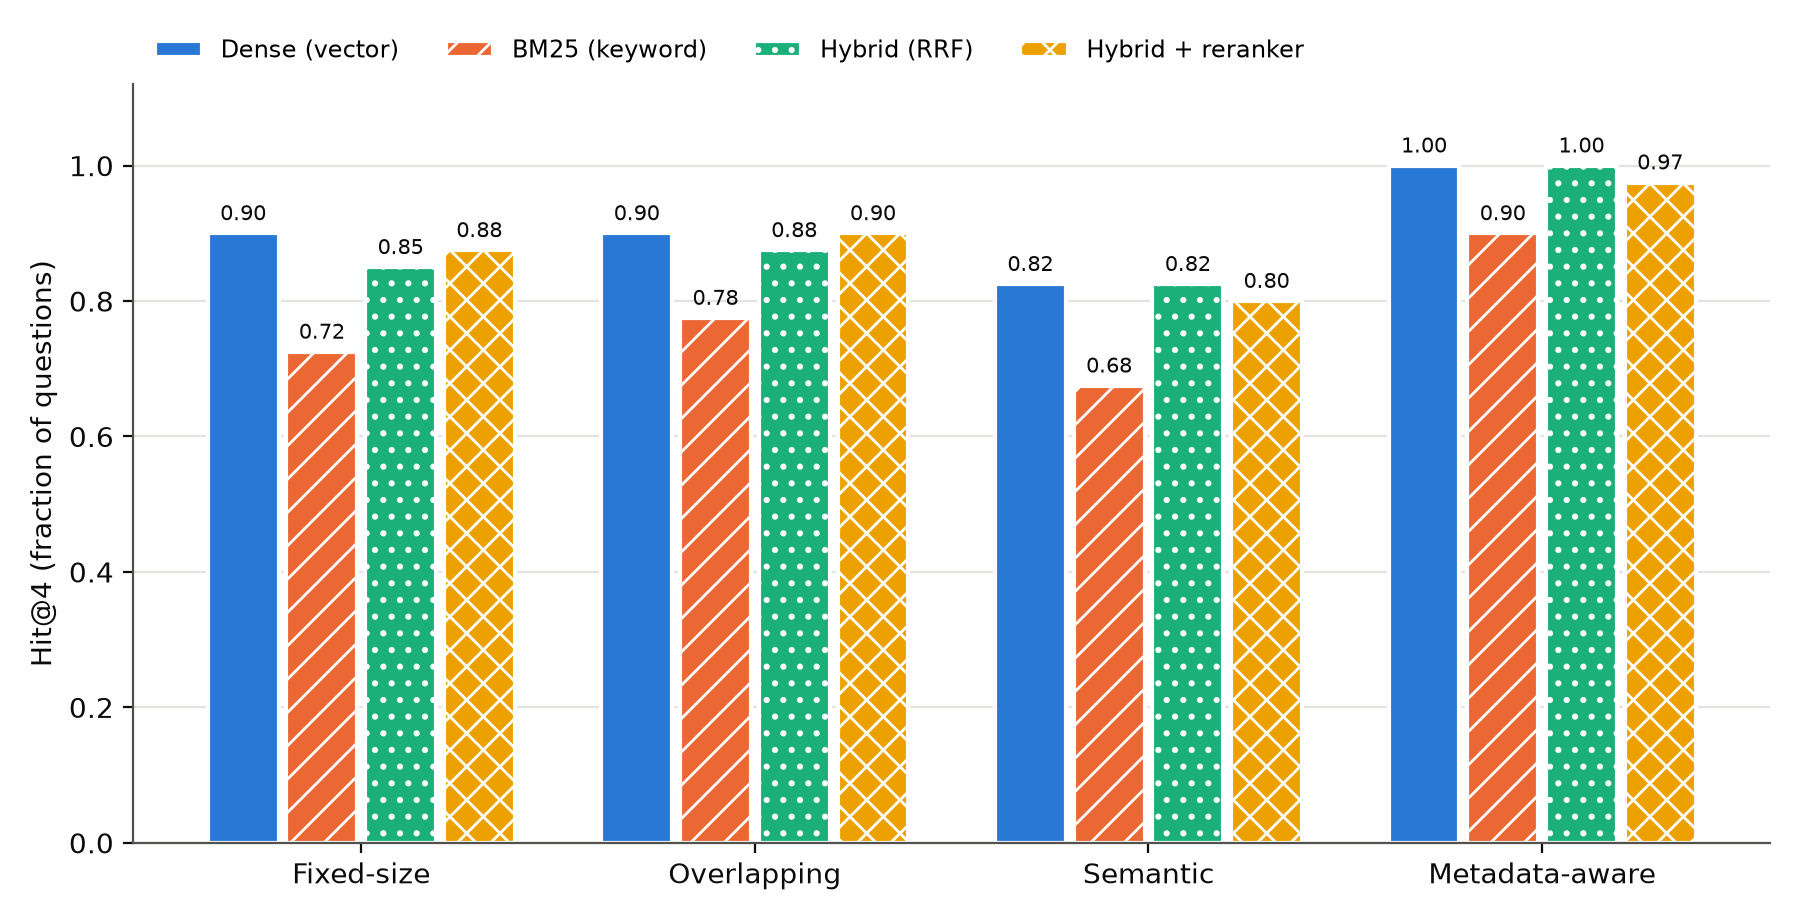 Dense (vector) BM25 (keyword) Hybrid (RRF) Hybrid + reranker
Hit@4 (fraction of questions)
1.0
0.8
0.6
0.4
0.2
0.0
0.90 0.72 0.85 0.88
0.90 0.78 0.88 0.90
0.82 0.68 0.82 0.80
1.00 0.90 1.00 0.97
Fixed-size Overlapping Semantic Metadata-aware